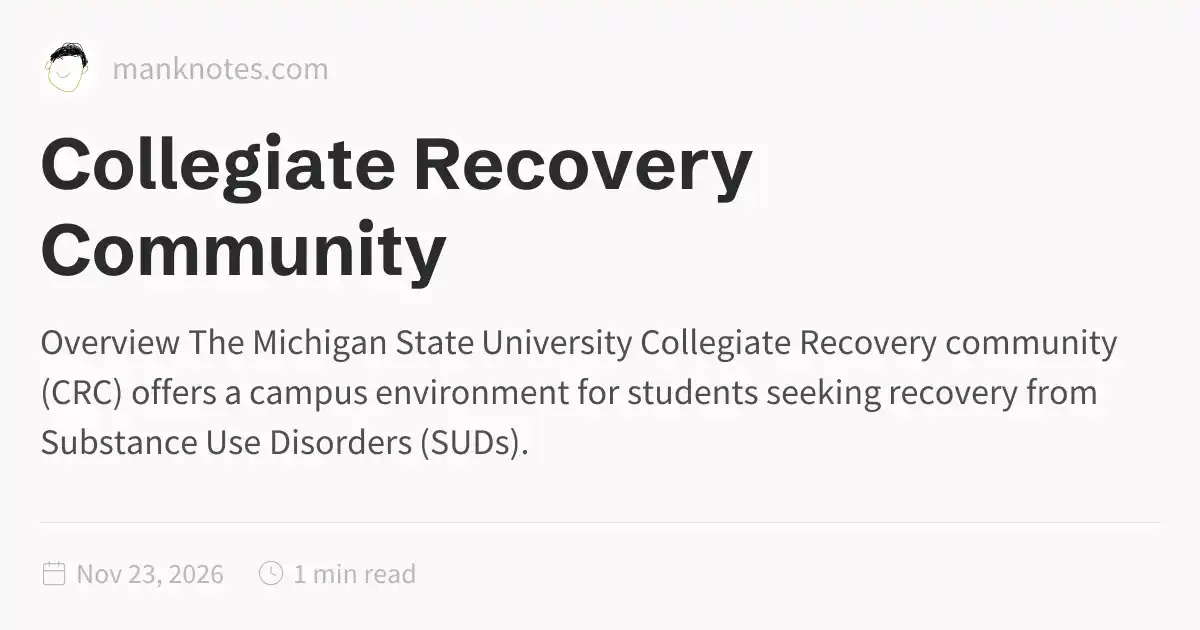 manknotes.com
Collegiate Recovery
Community
Overview The Michigan State University Collegiate Recovery community
(CRC) offers a campus environment for students seeking recovery from
Substance Use Disorders (SUDs).
Nov 23, 2026 1 min read